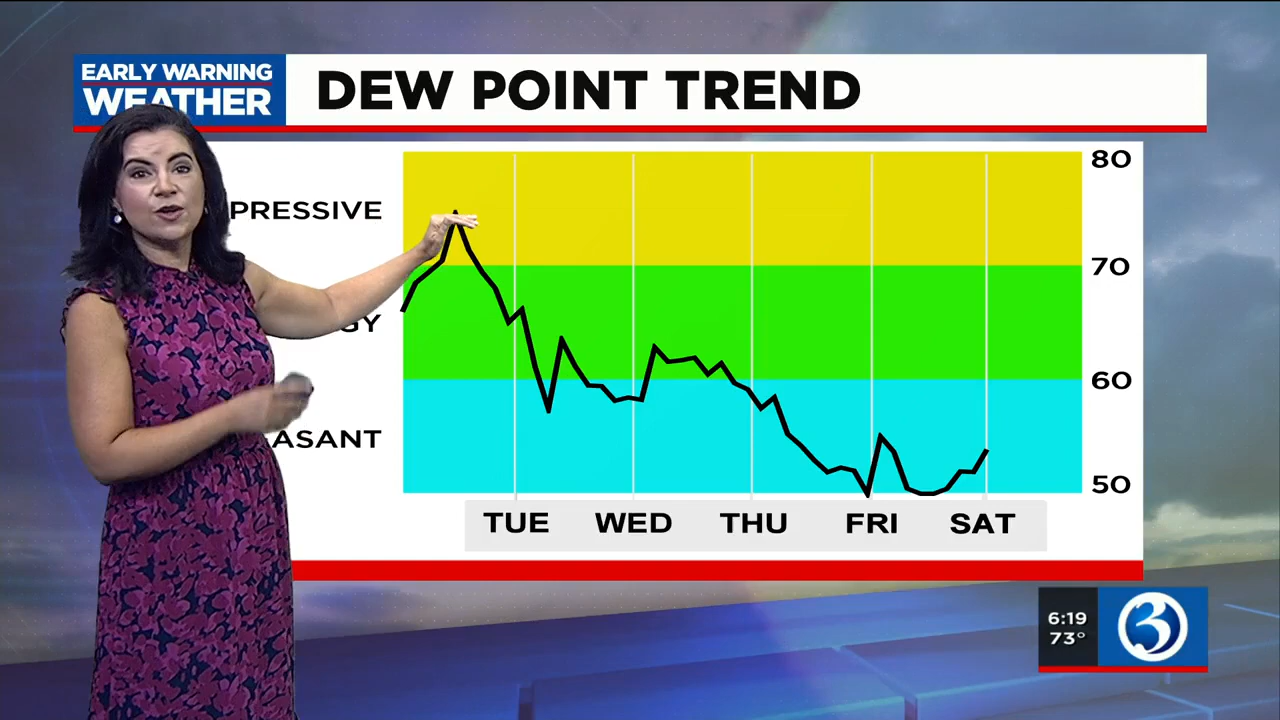 EARLY WARNING
WEATHER
DEW POINT TREND
80
PRESSIVE
70
GY
60
ASANT
50
TUE WED THU FRI SAT
6:19
73°
3